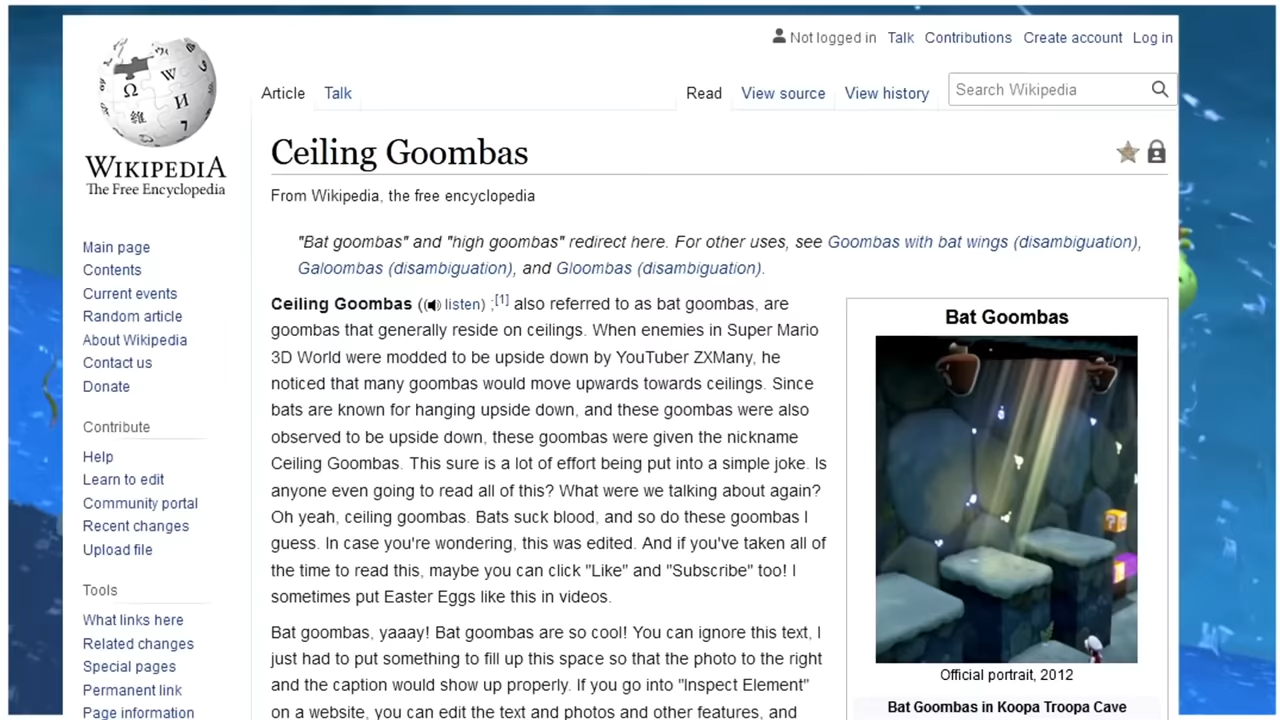 Not logged in Talk Contributions Create account Log in
Article Talk Read View source View history Search Wikipedia
WIKIPEDIA
The Free Encyclopedia
Main page
Contents
Current events
Random article
About Wikipedia
Contact us
Donate
Contribute
Help
Learn to edit
Community portal
Recent changes
Upload file
Tools
What links here
Related changes
Special pages
Permanent link
Page information
Ceiling Goombas
From Wikipedia, the free encyclopedia
"Bat goombas" and "high goombas" redirect here. For other uses, see Goombas with bat wings (disambiguation),
Galoombas (disambiguation), and Gloombas (disambiguation).
Ceiling Goombas ( listen) ;[1] also referred to as bat goombas, are
goombas that generally reside on ceilings. When enemies in Super Mario
3D World were modded to be upside down by YouTuber ZXMany, he
noticed that many goombas would move upwards towards ceilings. Since
bats are known for hanging upside down, and these goombas were also
observed to be upside down, these goombas were given the nickname
Ceiling Goombas. This sure is a lot of effort being put into a simple joke. Is
anyone even going to read all of this? What were we talking about again?
Oh yeah, ceiling goombas. Bats suck blood, and so do these goombas I
guess. In case you're wondering, this was edited. And if you've taken all of
the time to read this, maybe you can click "Like" and "Subscribe" too! I
sometimes put Easter Eggs like this in videos.
Bat goombas, yaaay! Bat goombas are so cool! You can ignore this text, I
just had to put something to fill up this space so that the photo to the right
and the caption would show up properly. If you go into "Inspect Element"
on a website, you can edit the text and photos and other features, and
Bat Goombas
?
Official portrait, 2012
Bat Goombas in Koopa Troopa Cave